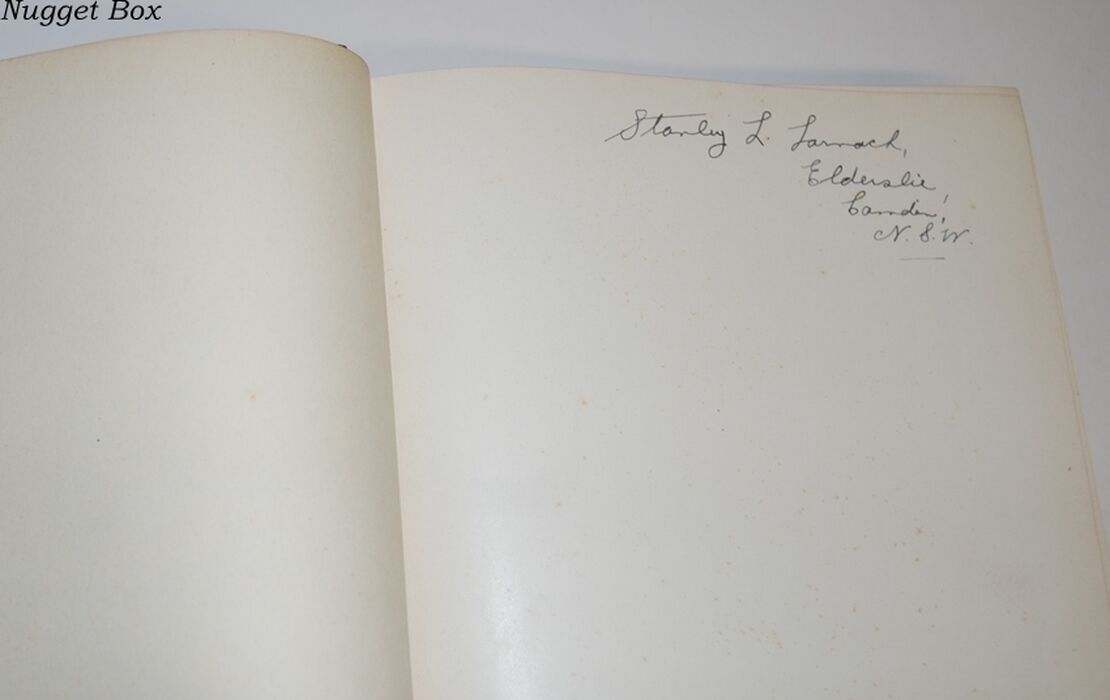 Nugget Box
Stanley L. Larnach,
Elderslie,
Camden,
N.S.W.